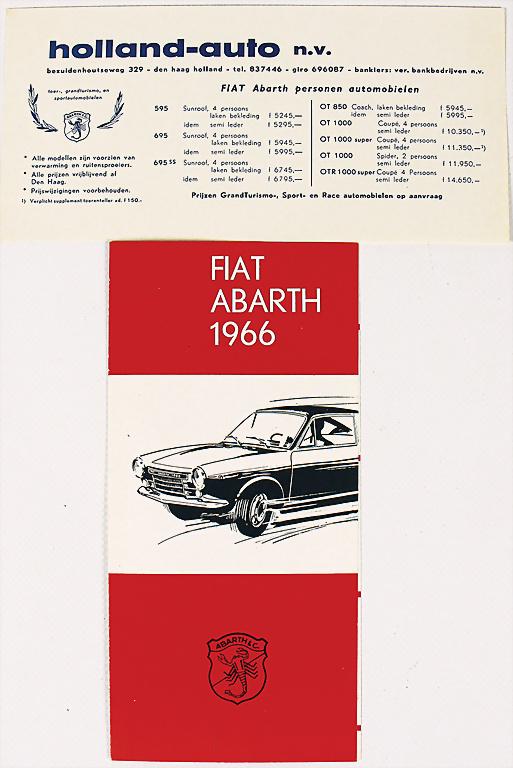 holland-auto n.v.
bezuidenhoutseweg 329 - den haag holland - tel. 837446 - giro 696087 - bankiers: ver. bankbedrijven n.v.
toer-, grandturismo, en
sportautomobielen
* Alle modellen zijn voorzien van
verwarming en ruitensproeiers.
* Alle prijzen vrijblijvend af
Den Haag.
* Prijswijzigingen voorbehouden.
¹) Verplicht supplement toerenteller ad. f 150.—
FIAT Abarth personen automobielen
595 Sunroof, 4 persoons
laken bekleding f 5245,—
idem semi leder f 5295,—
695 Sunroof, 4 persoons
laken bekleding f 5945,—
idem semi leder f 5995,—
695 SS Sunroof, 4 persoons
laken bekleding f 6745,—
idem semi leder f 6795,—
OT 850 Coach, laken bekleding f 5945,—
idem semi leder f 5995,—
OT 1000 Coupé, 4 persoons
semi leder f 10.350,—¹)
OT 1000 super Coupé, 4 persoons
semi leder f 11.350,—¹)
OT 1000 Spider, 2 persoons
semi leder f 11.950,—
OTR 1000 super Coupé 4 Persoons
semi leder f 14.650,—
Prijzen GrandTurismo-, Sport- en Race automobielen op aanvraag
FIAT
ABARTH
1966
ABARTH & C.